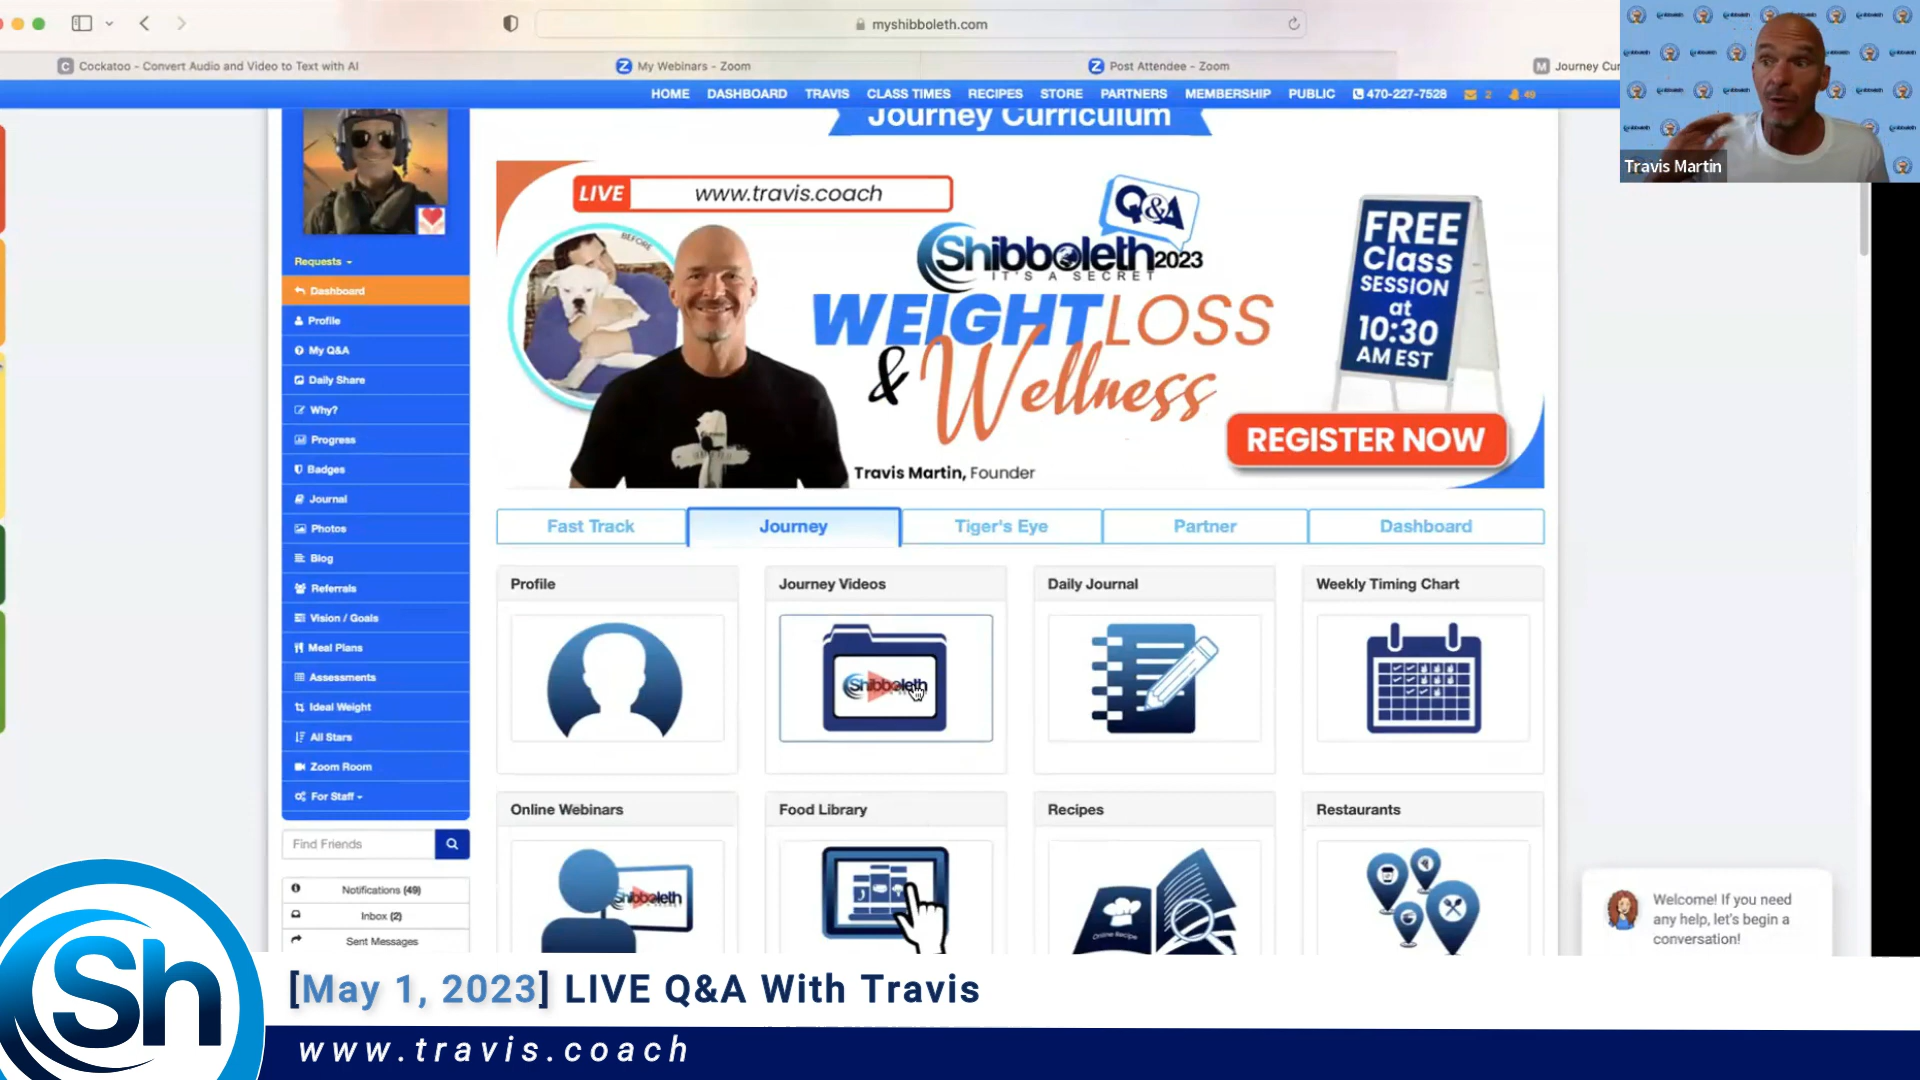 myshibboleth.com
Cockatoo - Convert Audio and Video to Text with AI
My Webinars - Zoom
Post Attendee - Zoom
Journey Cur
HOME DASHBOARD TRAVIS CLASS TIMES RECIPES STORE PARTNERS MEMBERSHIP PUBLIC 470-227-7528 2 49
Travis Martin
Journey Curriculum
LIVE www.travis.coach
Q&A
BEFORE
Shibboleth 2023
IT'S A SECRET
WEIGHT LOSS
& Wellness
Travis Martin, Founder
FREE
Class
SESSION
at
10:30
AM EST
REGISTER NOW
Requests
Dashboard
Profile
My Q&A
Daily Share
Why?
Progress
Badges
Journal
Photos
Blog
Referrals
Vision / Goals
Meal Plans
Assessments
Ideal Weight
All Stars
Zoom Room
For Staff
Find Friends
Notifications (49)
Inbox (2)
Sent Messages
Fast Track Journey Tiger's Eye Partner Dashboard
Profile Journey Videos Daily Journal Weekly Timing Chart
Shibboleth
Online Webinars Food Library Recipes Restaurants
Shibboleth
Online Recipe
Welcome! If you need
any help, let's begin a
conversation!
Sh
[May 1, 2023] LIVE Q&A With Travis
www.travis.coach